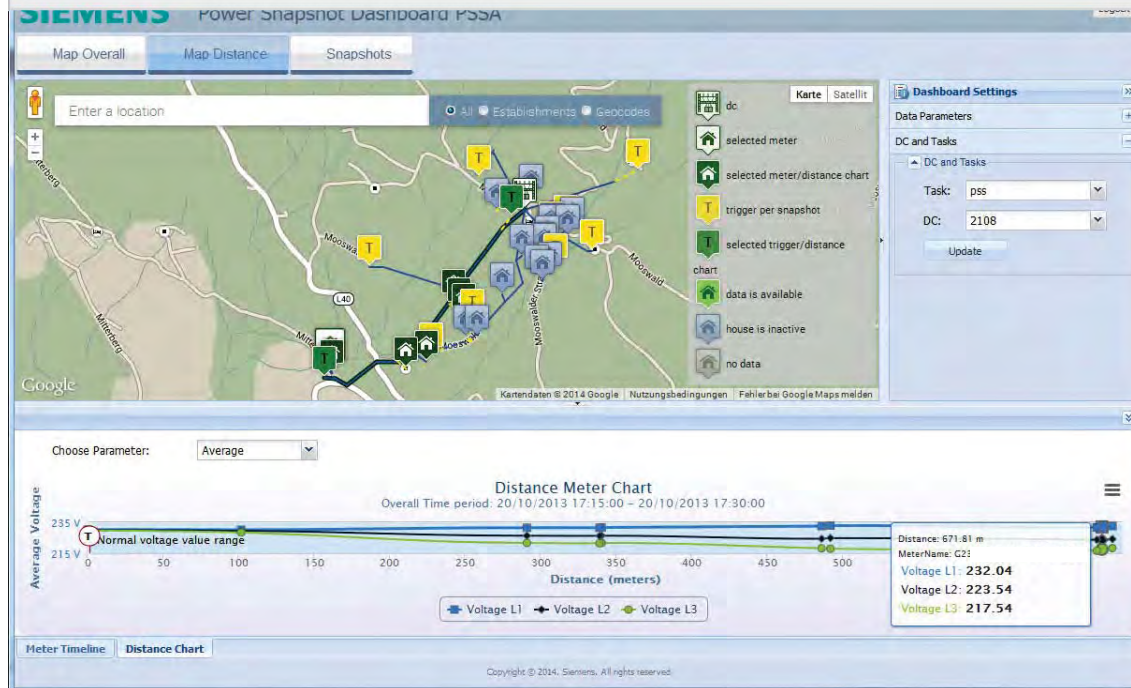 SIEMENS Power Snapshot Dashboard PSSA
Logout
Map Overall Map Distance Snapshots
Enter a location
All Establishments Geocodes
Karte Satellit
dc
selected meter
selected meter/distance chart
trigger per snapshot
selected trigger/distance
chart
data is available
house is inactive
no data
Mitterberg
Mitterberg
L40
Mooswald
Mooswalder
Google
Kartendaten © 2014 Google Nutzungsbedingungen Fehler bei Google Maps melden
Dashboard Settings
Data Parameters
DC and Tasks
DC and Tasks
Task: pss
DC: 2108
Update
Choose Parameter: Average
Distance Meter Chart
Overall Time period: 20/10/2013 17:15:00 – 20/10/2013 17:30:00
Average Voltage
235 V
T Normal voltage value range
215 V
0 50 100 150 200 250 300 350 400 450 500
Distance (meters)
Voltage L1 Voltage L2 Voltage L3
Distance: 671.81 m
MeterName: G23
Voltage L1: 232.04
Voltage L2: 223.54
Voltage L3: 217.54
Meter Timeline Distance Chart
Copyright © 2014, Siemens. All rights reserved.